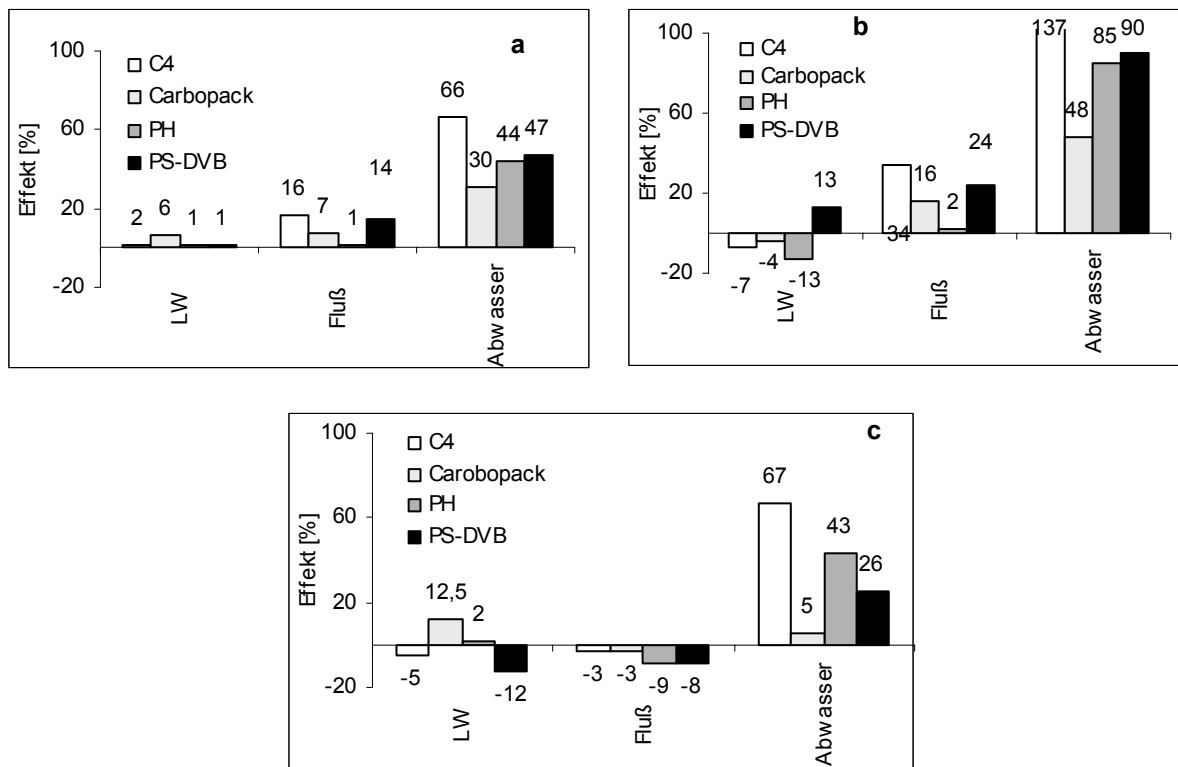 a
Effekt [%]
100
60
20
-20
C4
Carbopack
PH
PS-DVB
2 6 1 1
16 7 1 14
66 30 44 47
LW
Fluß
Abwasser
b
Effekt [%]
100
60
20
-20
C4
Carbopack
PH
PS-DVB
-7 -4 -13 13
34 16 2 24
137 48 85 90
LW
Fluß
Abwasser
c
Effekt [%]
100
60
20
-20
C4
Carobopack
PH
PS-DVB
-5 12,5 2 -12
-3 -3 -9 -8
67 5 43 26
LW
Fluß
Abwasser